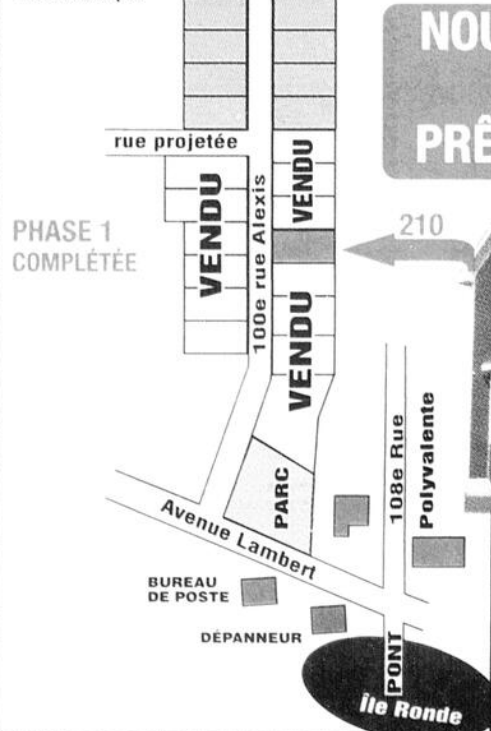 NOU
PRÊ
rue projetée
VENDU
100e rue Alexis
VENDU
210
PHASE 1
COMPLÉTÉE
VENDU
108e Rue
Polyvalente
PARC
Avenue Lambert
BUREAU
DE POSTE
DÉPANNEUR
PONT
île Ronde